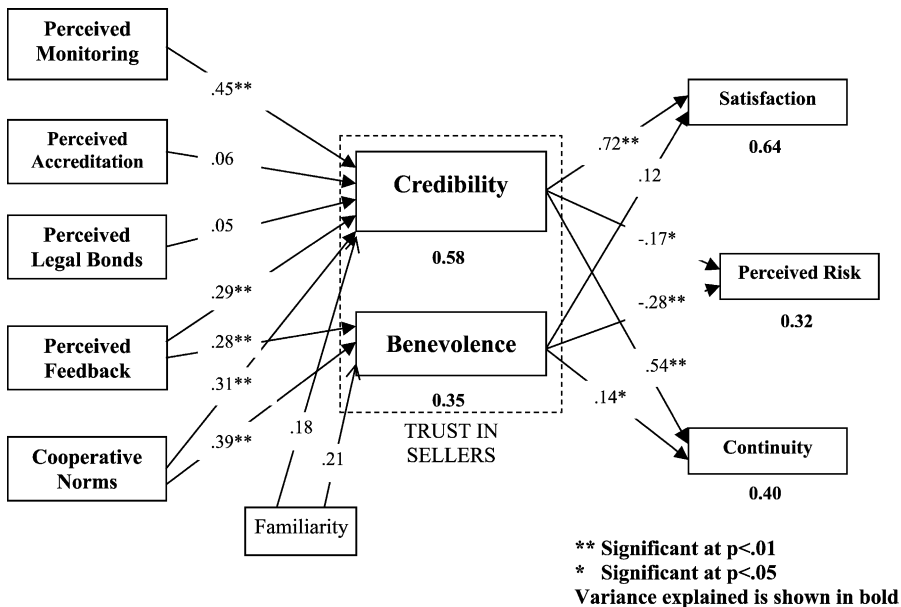 Perceived
Monitoring
.45**
Satisfaction
0.64
.72**
Perceived
Accreditation
.06
Credibility
0.58
.12
Perceived
Legal Bonds
.05
-.17*
Perceived Risk
0.32
.29**
-.28**
Perceived
Feedback
.28**
Benevolence
0.35
.31**
.54**
.14*
.18
.39**
.21
TRUST IN
SELLERS
Cooperative
Norms
Continuity
0.40
Familiarity
** Significant at p<.01
* Significant at p<.05
Variance explained is shown in bold